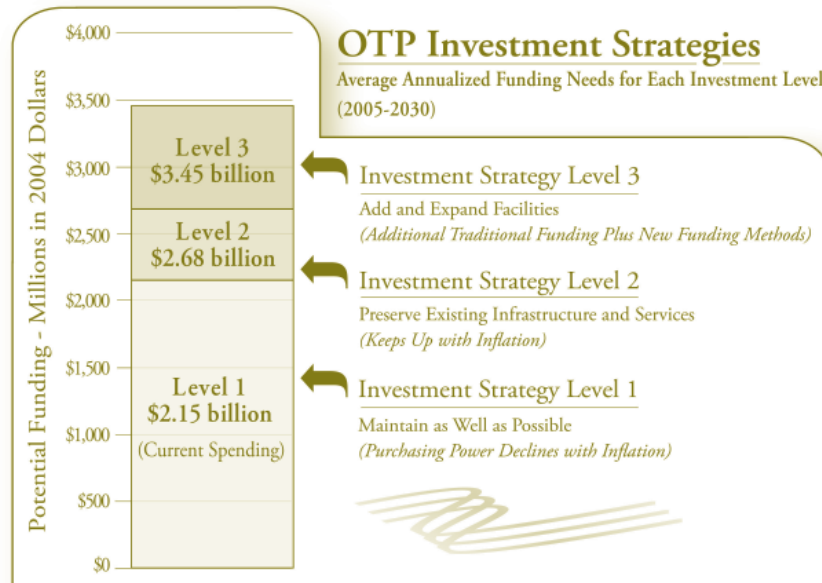 OTP Investment Strategies
Average Annualized Funding Needs for Each Investment Level
(2005-2030)
Potential Funding - Millions in 2004 Dollars
$4,000
$3,500
$3,000
$2,500
$2,000
$1,500
$1,000
$500
$0
Level 3
$3.45 billion
Level 2
$2.68 billion
Level 1
$2.15 billion
(Current Spending)
Investment Strategy Level 3
Add and Expand Facilities
(Additional Traditional Funding Plus New Funding Methods)
Investment Strategy Level 2
Preserve Existing Infrastructure and Services
(Keeps Up with Inflation)
Investment Strategy Level 1
Maintain as Well as Possible
(Purchasing Power Declines with Inflation)